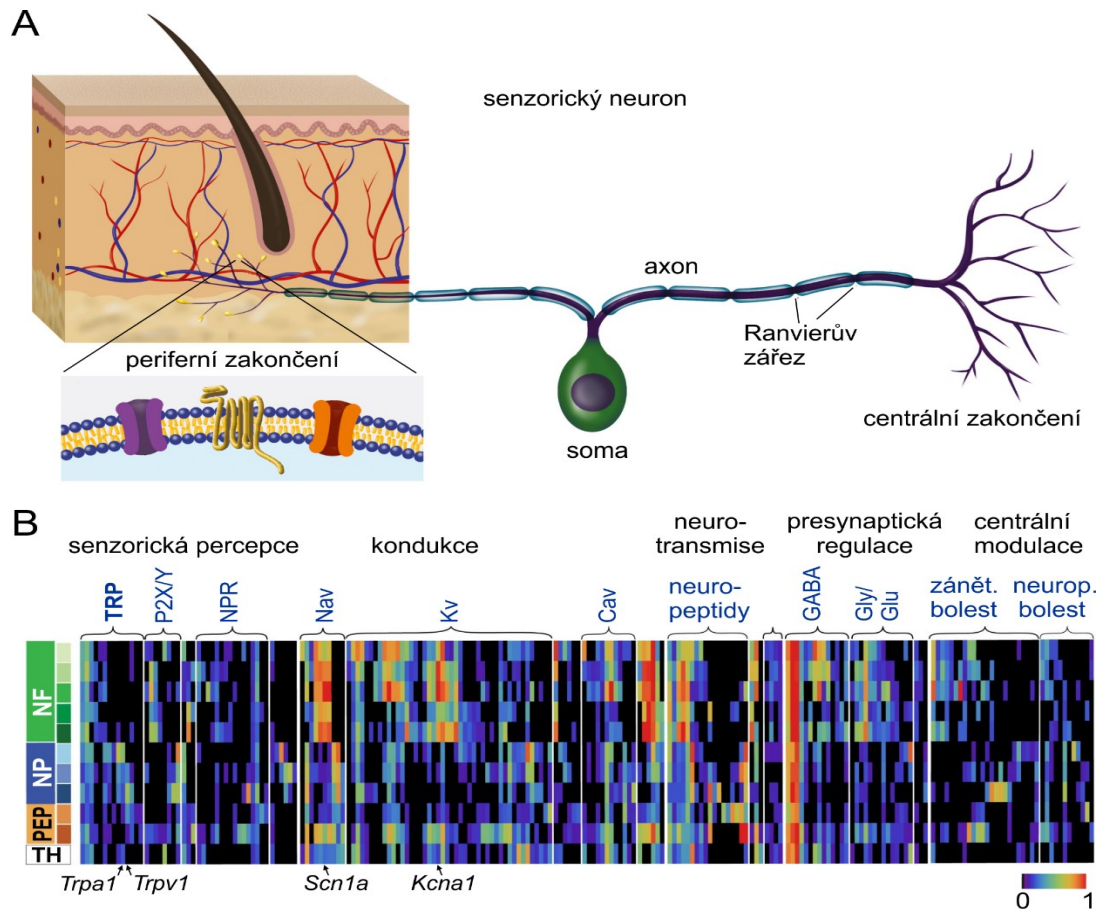 A
senzorický neuron
axon
Ranvierův
zářez
periferní zakončení
centrální zakončení
soma
B
senzorická percepce
kondukce
neuro-
transmise
presynaptická
regulace
centrální
modulace
TRP
P2X/Y
NPR
Nav
Kv
Cav
neuro-
peptidy
GABA
Gly/
Glu
zánět.
bolest
neurop.
bolest
NF
NP
PEP
TH
Trpa1
Trpv1
Scn1a
Kcna1
0
1